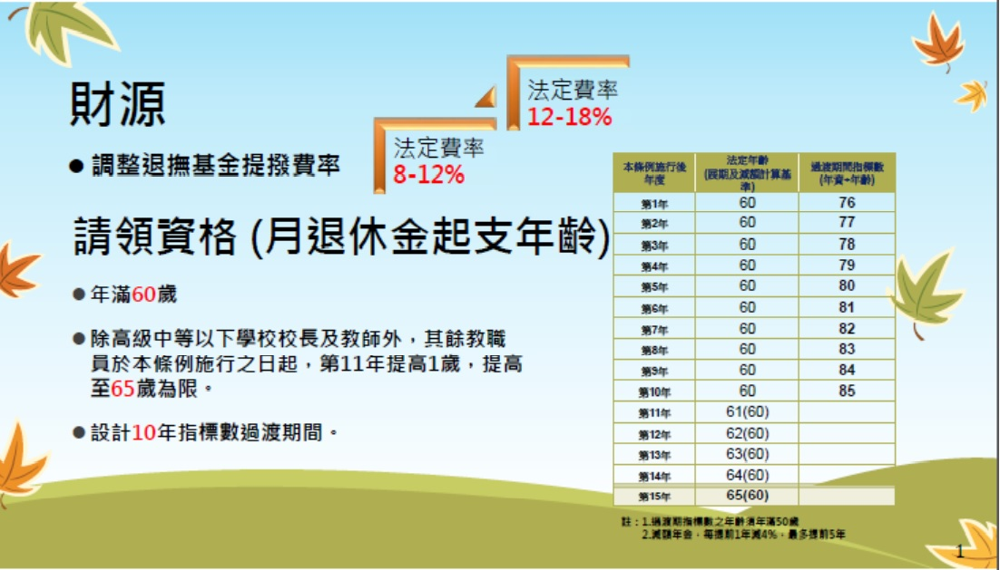 財源
● 調整退撫基金提撥費率
法定費率
8-12%
法定費率
12-18%
請領資格 (月退休金起支年齡)
● 年滿60歲
● 除高級中等以下學校校長及教師外，其餘教職
員於本條例施行之日起，第11年提高1歲，提高
至65歲為限。
● 設計10年指標數過渡期間。
本條例施行後年度 法定年齡(展期及減額計算基準) 過渡期間指標數(年資+年齡)
第1年 60 76
第2年 60 77
第3年 60 78
第4年 60 79
第5年 60 80
第6年 60 81
第7年 60 82
第8年 60 83
第9年 60 84
第10年 60 85
第11年 61(60)
第12年 62(60)
第13年 63(60)
第14年 64(60)
第15年 65(60)
註：1.過渡期指標數之年齡須年滿50歲
2.減額年金，每提前1年減4%，最多提前5年
1